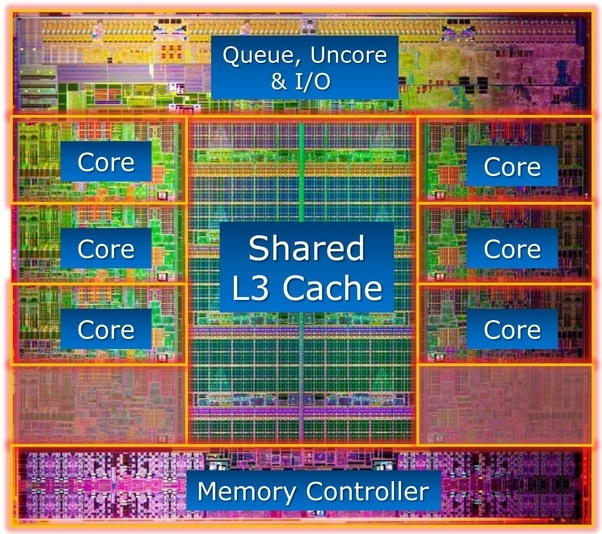 Queue, Uncore
& I/O
Core
Core
Core
Core
Core
Core
Shared
L3 Cache
Memory Controller